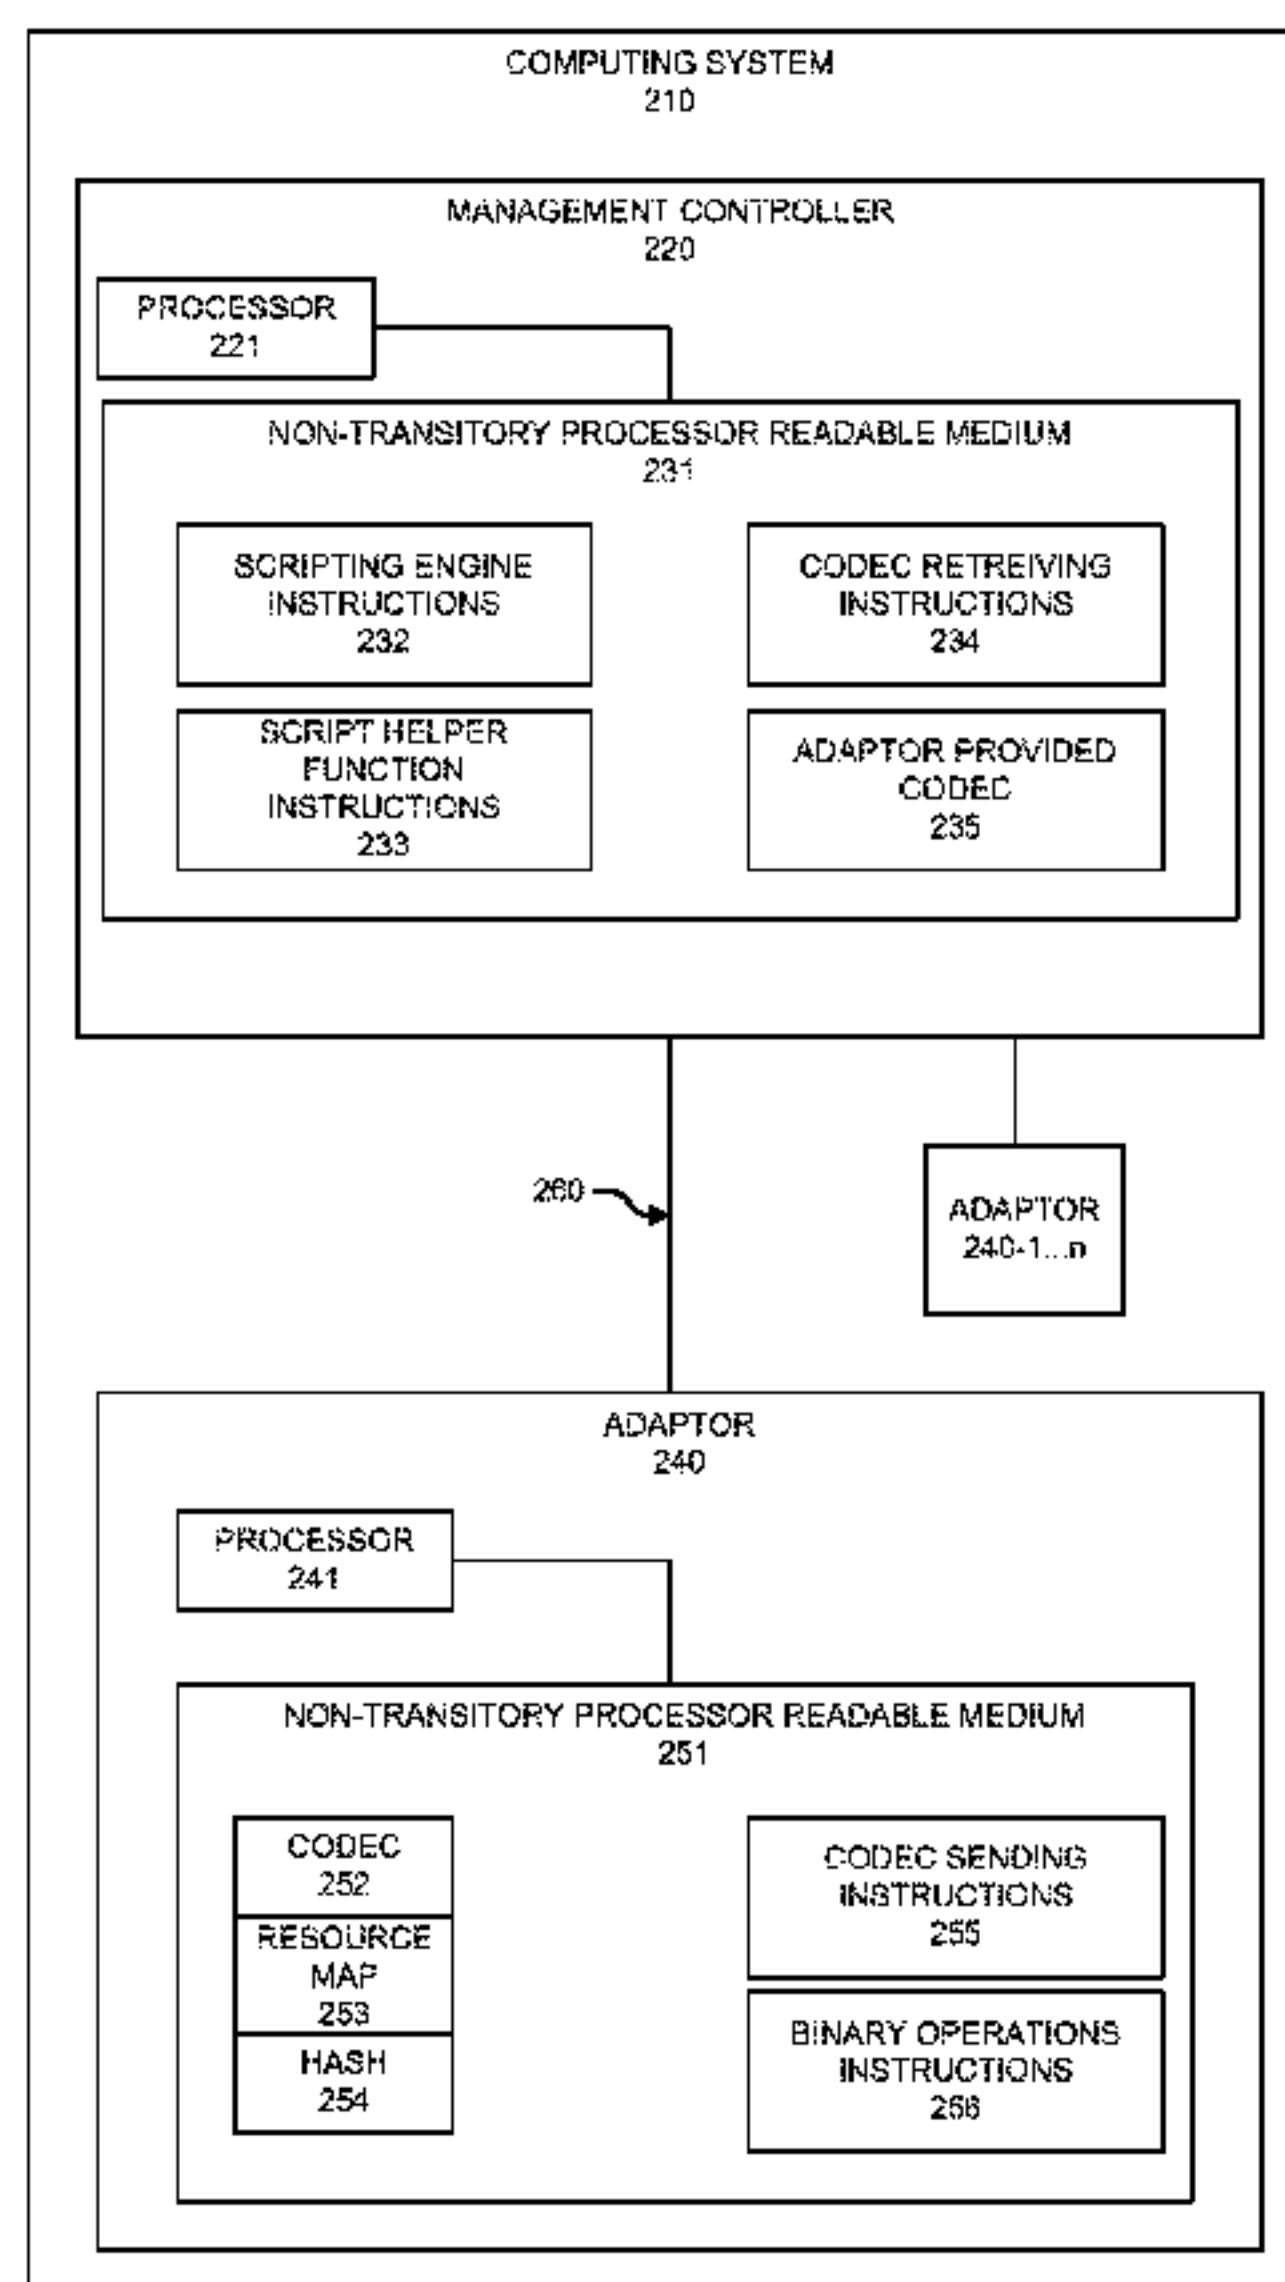 COMPUTING SYSTEM
210
MANAGEMENT CONTROLLER
220
PROCESSOR
221
NON-TRANSITORY PROCESSOR READABLE MEDIUM
231
SCRIPTING ENGINE
INSTRUCTIONS
232
CODEC RETREIVING
INSTRUCTIONS
234
SCRIPT HELPER
FUNCTION
INSTRUCTIONS
233
ADAPTOR PROVIDED
CODEC
235
260
ADAPTOR
240-1...n
ADAPTOR
240
PROCESSOR
241
NON-TRANSITORY PROCESSOR READABLE MEDIUM
251
CODEC
252
RESOURCE
MAP
253
HASH
254
CODEC SENDING
INSTRUCTIONS
255
BINARY OPERATIONS
INSTRUCTIONS
256